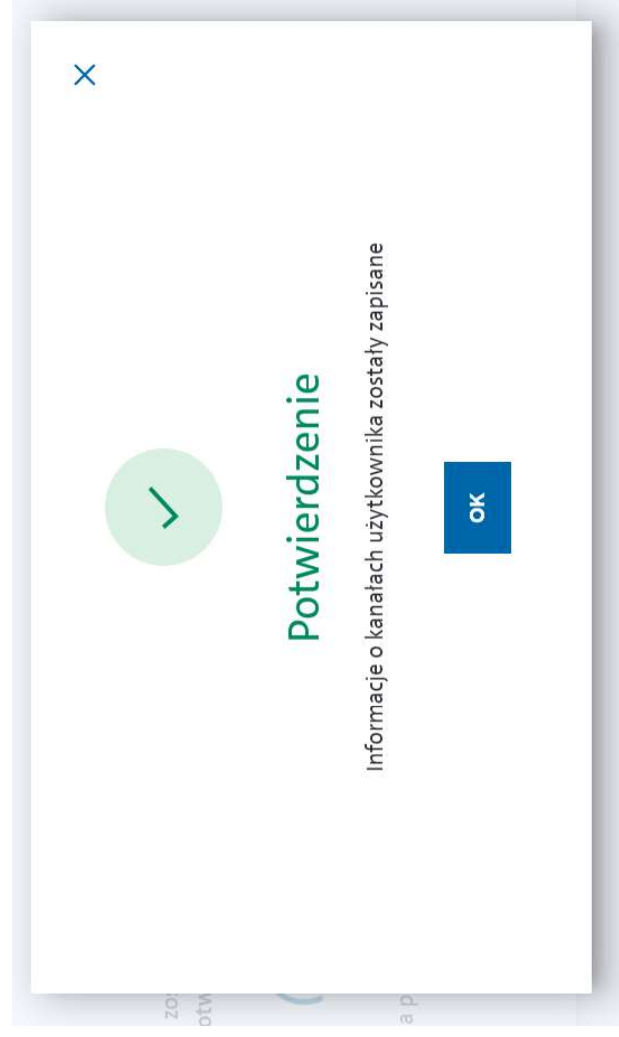 Potwierdzenie
Informacje o kanałach użytkownika zostały zapisane
OK